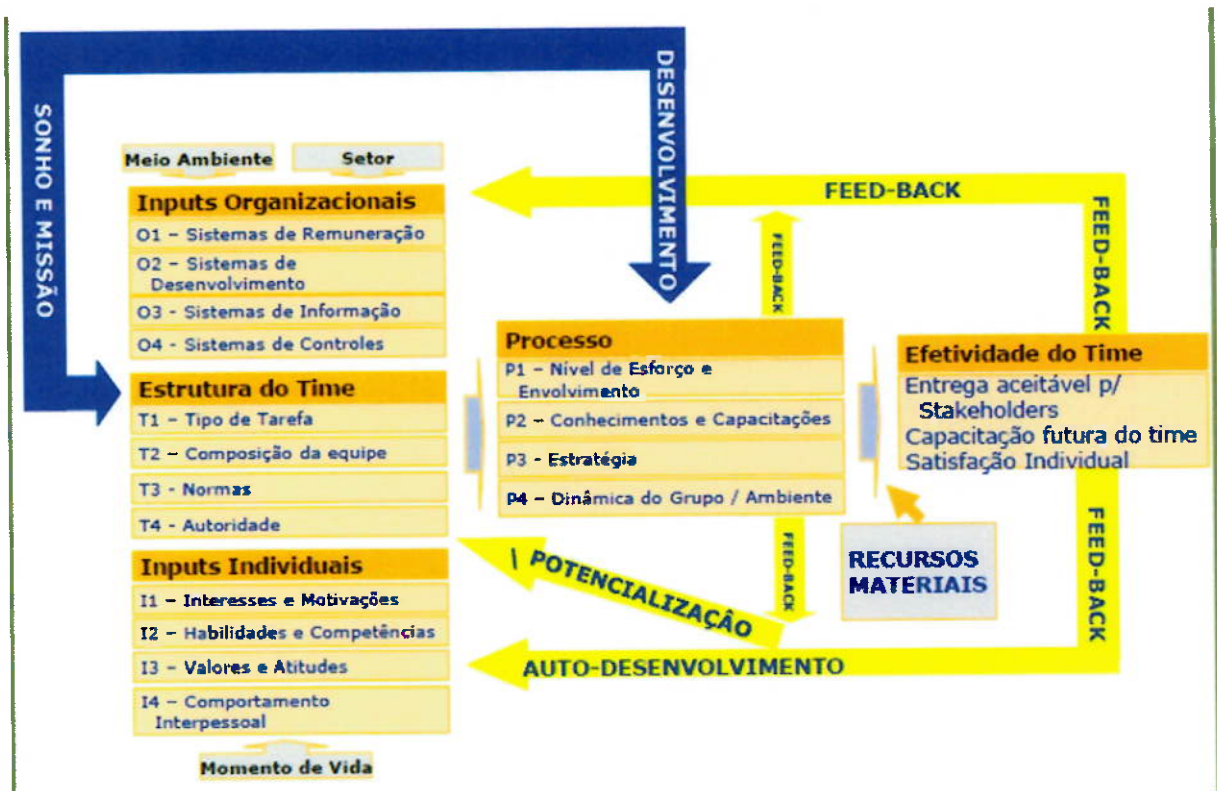 SONHO E MISSÃO
DESENVOLVIMENTO
Meio Ambiente
Setor
Inputs Organizacionais
O1 – Sistemas de Remuneração
O2 – Sistemas de
Desenvolvimento
O3 - Sistemas de Informação
O4 - Sistemas de Controles
Estrutura do Time
T1 – Tipo de Tarefa
T2 – Composição da equipe
T3 - Normas
T4 - Autoridade
Inputs Individuais
I1 – Interesses e Motivações
I2 – Habilidades e Competências
I3 – Valores e Atitudes
I4 – Comportamento
Interpessoal
Momento de Vida
Processo
P1 – Nível de Esforço e
Envolvimento
P2 – Conhecimentos e Capacitações
P3 - Estratégia
P4 – Dinâmica do Grupo / Ambiente
FEED-BACK
FEED-BACK
FEED-BACK
Efetividade do Time
Entrega aceitável p/
Stakeholders
Capacitação futura do time
Satisfação Individual
RECURSOS
MATERIAIS
FEED-BACK
FEED-BACK
\ POTENCIALIZAÇÃO
AUTO-DESENVOLVIMENTO